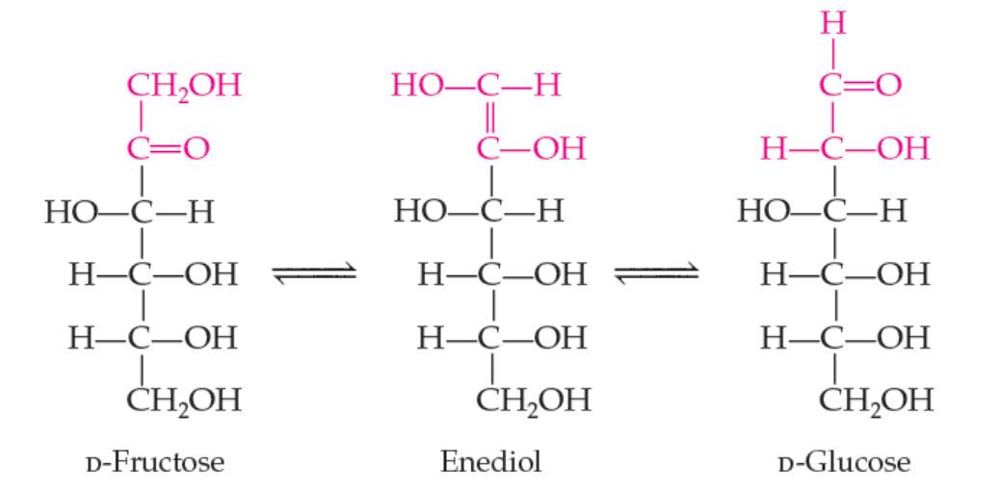 H
CH₂OH HO—C—H C=O
C=O C—OH H—C—OH
HO—C—H HO—C—H HO—C—H
H—C—OH H—C—OH H—C—OH
H—C—OH H—C—OH H—C—OH
CH₂OH CH₂OH CH₂OH
D-Fructose Enediol D-Glucose